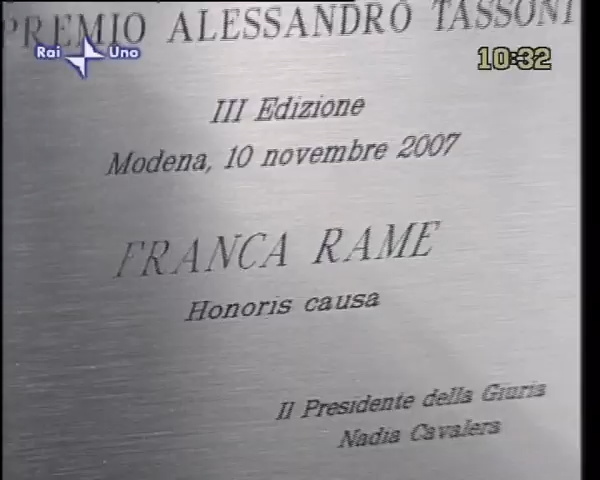 PREMIO ALESSANDRO TASSONI
Rai Uno
10:32
III Edizione
Modena, 10 novembre 2007
FRANCA RAME
Honoris causa
Il Presidente della Giuria
Nadia Cavalera